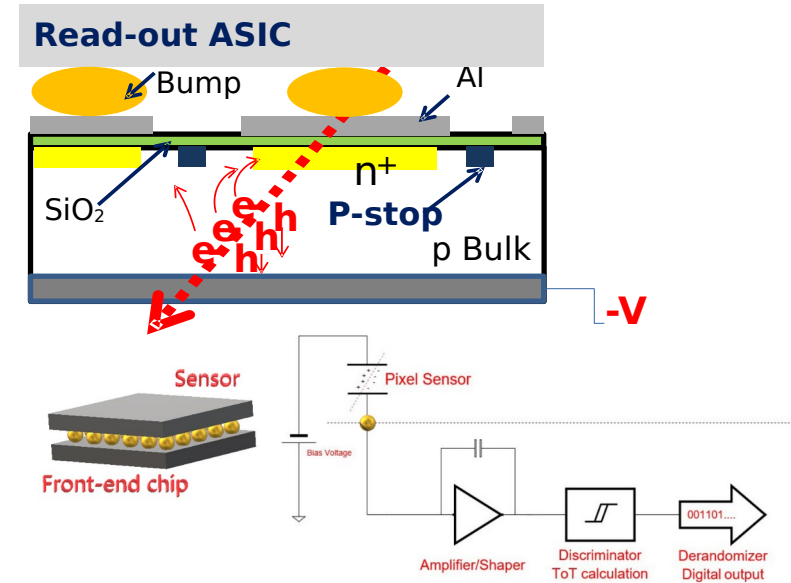 Read-out ASIC
Bump
Al
n+
SiO2
P-stop
p Bulk
e
h
e
h
e
h
-V
Sensor
Front-end chip
Pixel Sensor
Bias Voltage
001101....
Amplifier/Shaper
Discriminator
ToT calculation
Derandomizer
Digital output